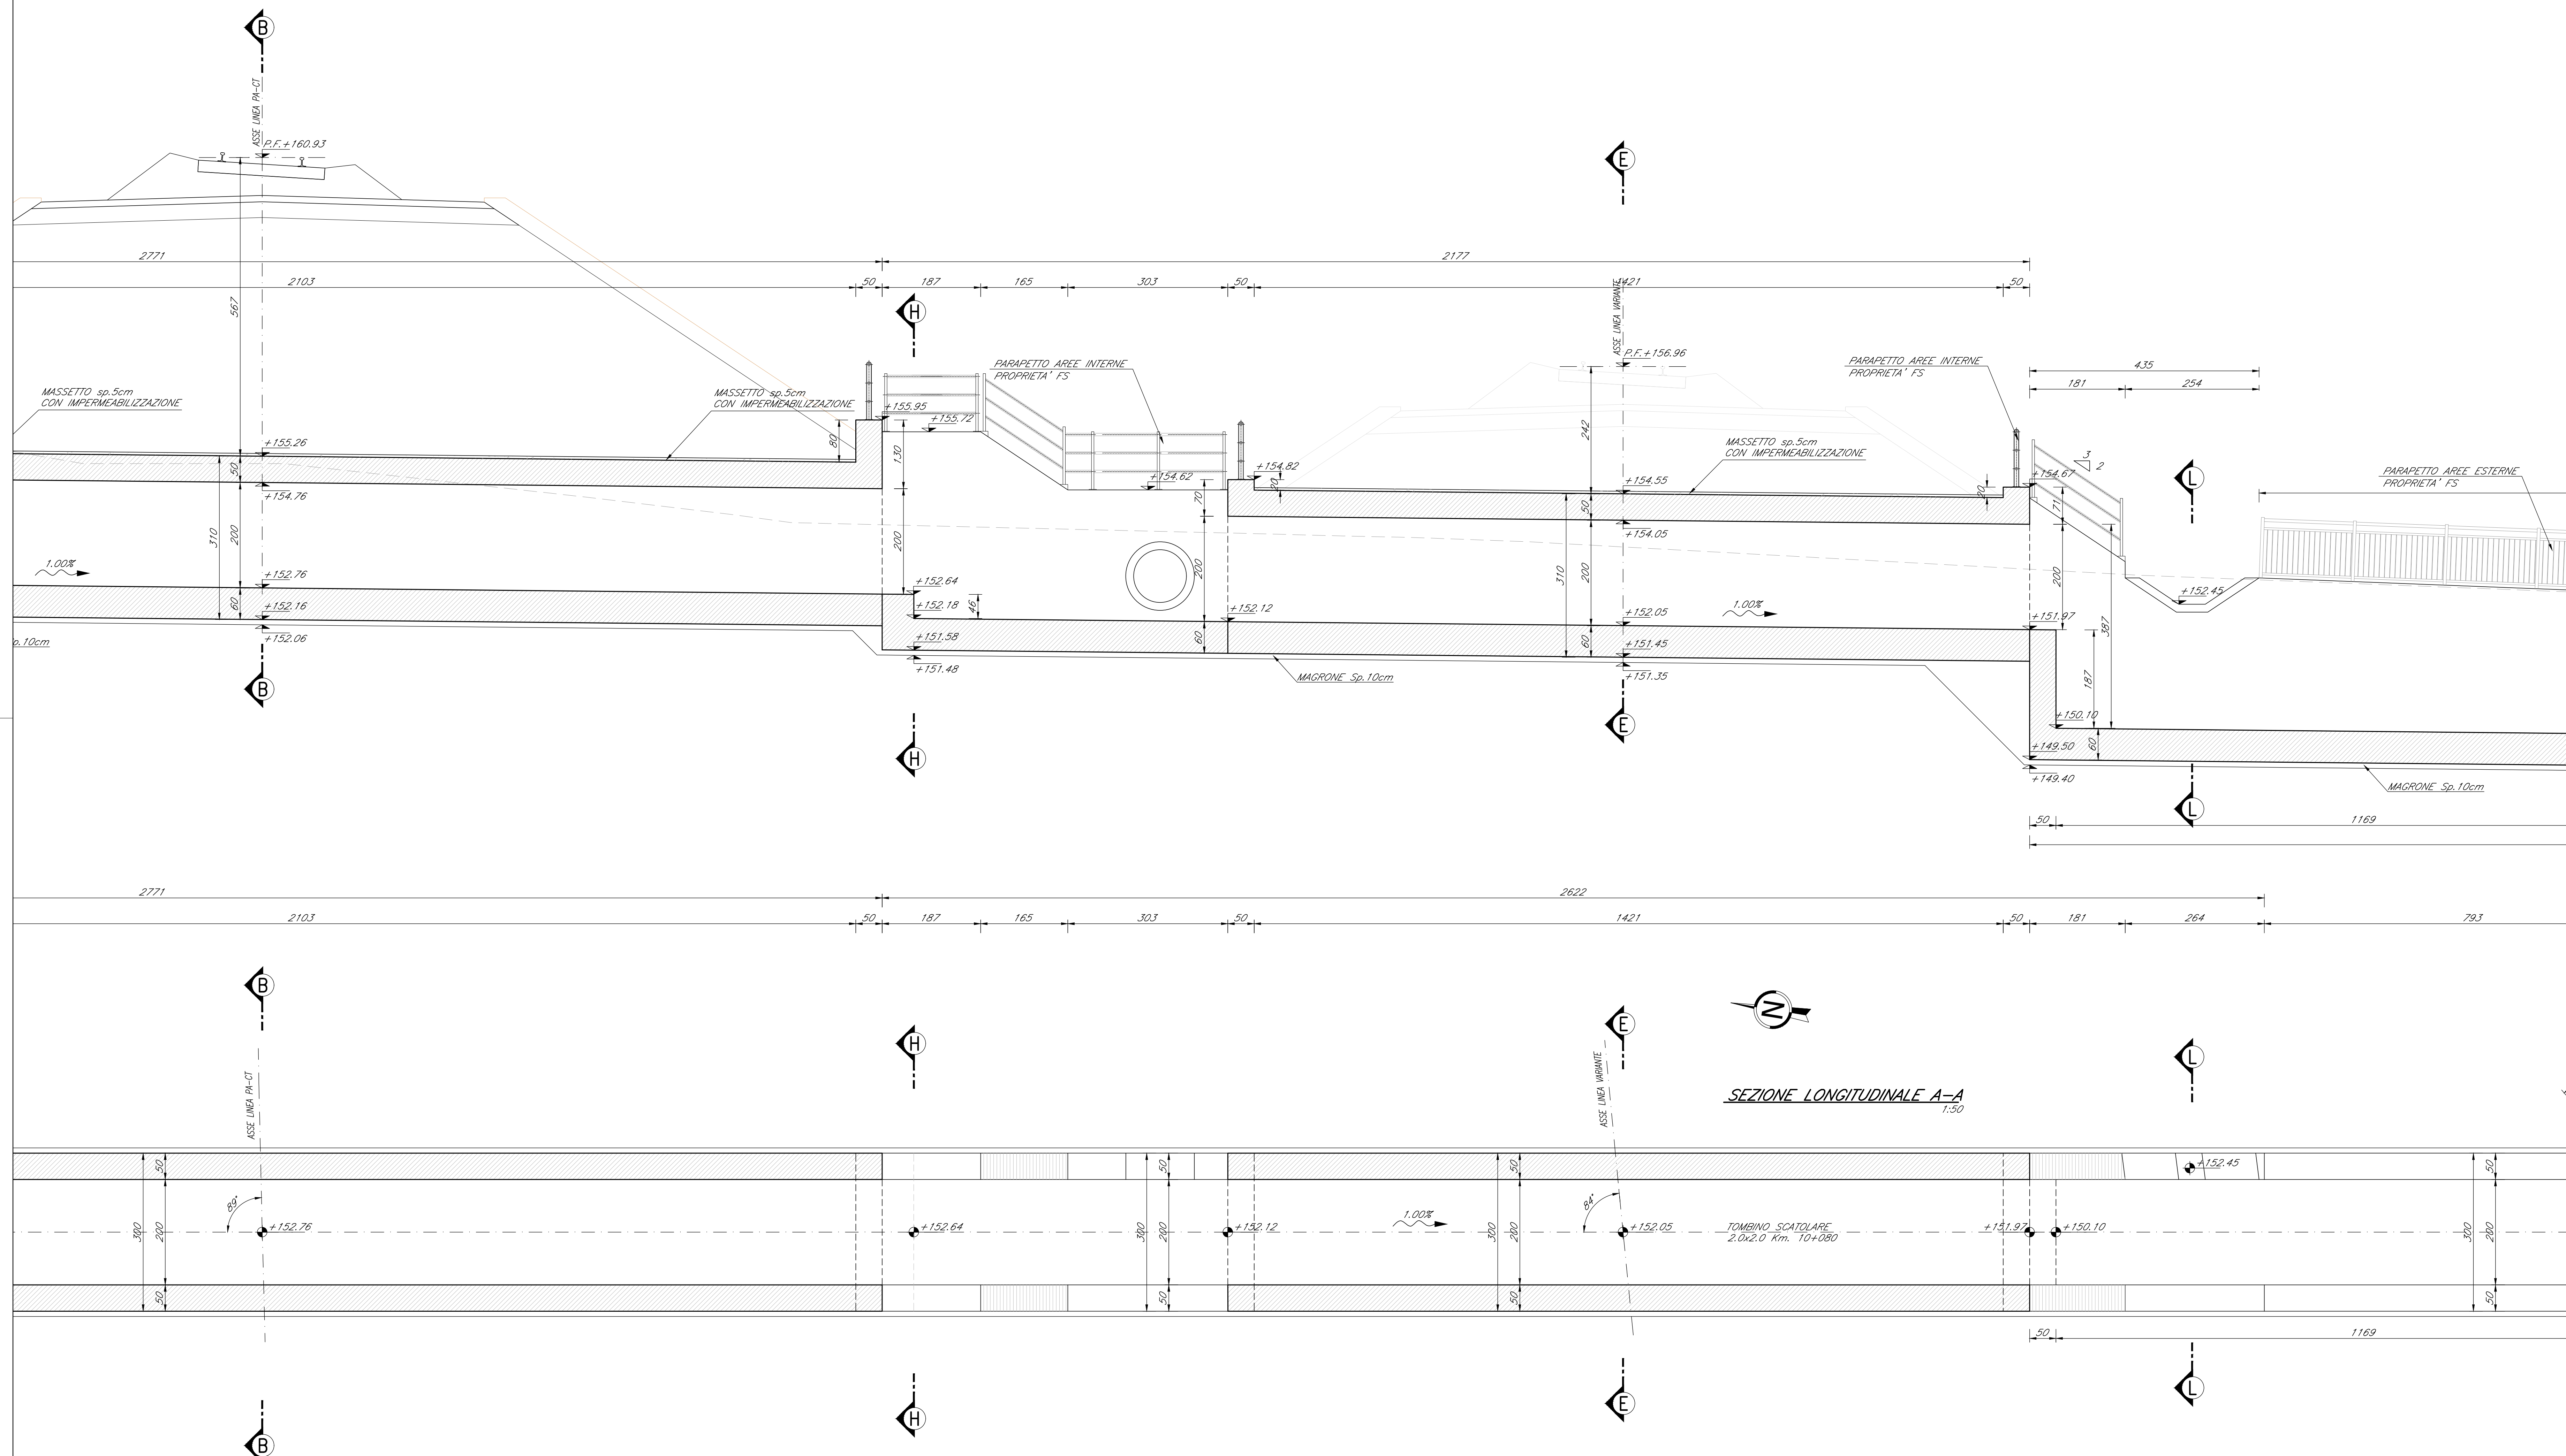 B
ASSE LINEA PA-CT
P.F.+160.93
E
2771
2177
2103
50
187
165
303
50
1421
50
567
H
ASSE LINEA VARIANTE
P.F.+156.96
PARAPETTO AREE INTERNE
PROPRIETA' FS
PARAPETTO AREE INTERNE
PROPRIETA' FS
435
181
254
MASSETTO sp.5cm
CON IMPERMEABILIZZAZIONE
MASSETTO sp.5cm
CON IMPERMEABILIZZAZIONE
+155.95
+155.72
80
130
242
MASSETTO sp.5cm
CON IMPERMEABILIZZAZIONE
3
2
L
PARAPETTO AREE ESTERNE
PROPRIETA' FS
+155.26
50
+154.76
+154.62
+154.82
20
70
+154.55
50
+154.05
20
+154.67
71
310
200
200
200
310
200
200
387
1.00%
+152.76
+152.16
60
+152.06
+152.64
+152.18
46
+151.58
+151.48
60
+152.12
+152.05
60
+151.45
+151.35
1.00%
+151.97
+152.45
187
p.10cm
MAGRONE Sp.10cm
B
H
E
+150.10
+149.50
60
+149.40
MAGRONE Sp.10cm
L
50
1169
2771
2622
2103
50
187
165
303
50
1421
50
181
264
793
B
H
E
L
N
ASSE LINEA PA-CT
ASSE LINEA VARIANTE
SEZIONE LONGITUDINALE A-A
1:50
50
50
50
+152.45
50
89°
84°
300
200
+152.76
+152.64
300
200
+152.12
1.00%
300
200
+152.05
TOMBINO SCATOLARE
2.0x2.0 Km. 10+080
+151.97
+150.10
300
200
50
50
50
50
50
1169
B
H
E
L